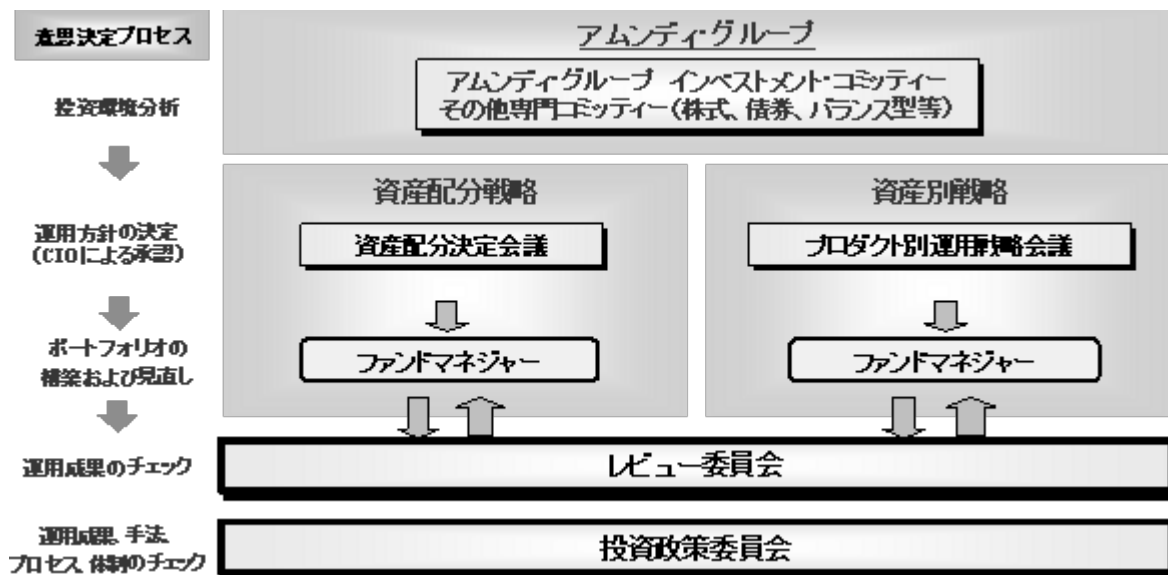 意思決定プロセス
アムンディ・グループ
アムンディ・グループ インベストメント・コミッティー
その他専門コミッティー(株式、債券、バランス型等)
投資環境分析
資産配分戦略
資産別戦略
運用方針の決定
(CIOによる承認)
資産配分決定会議
プロダクト別運用戦略会議
ポートフォリオの
構築および見直し
ファンドマネジャー
ファンドマネジャー
運用成果のチェック
レビュー委員会
運用成果、手法、
プロセス、体制のチェック
投資政策委員会